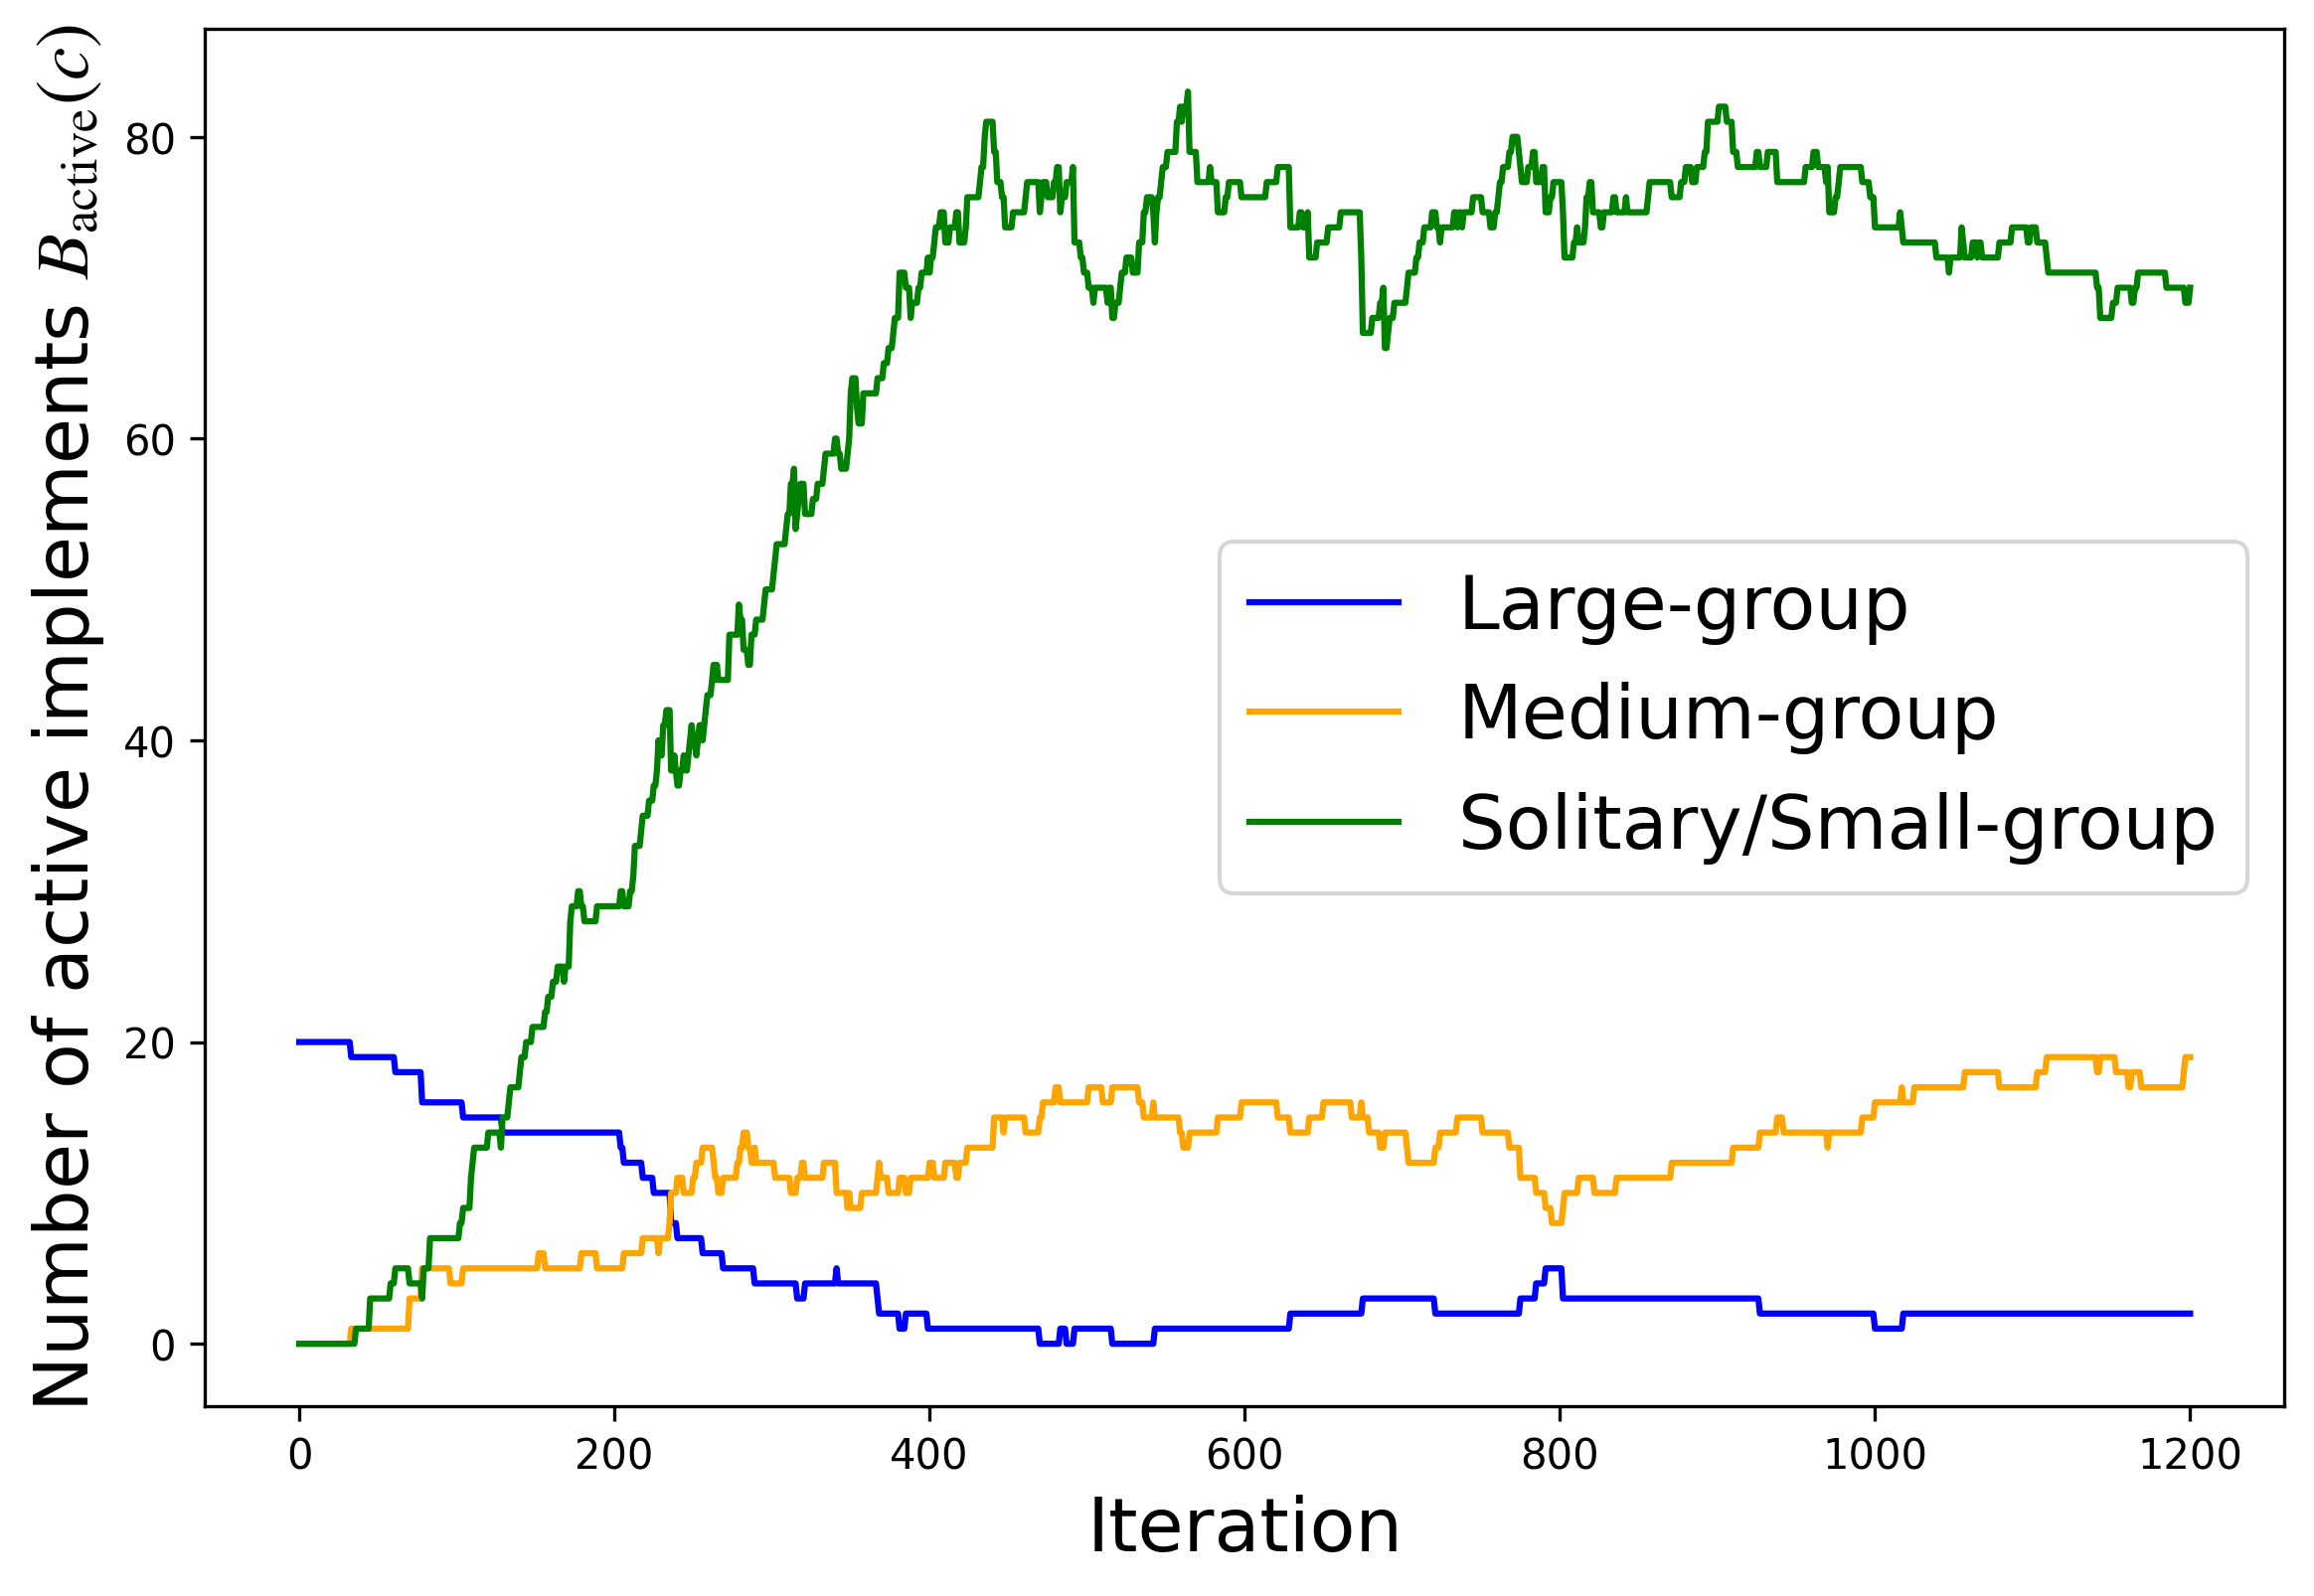 Number of active implements B_active(c)
80
60
40
20
0
Large-group
Medium-group
Solitary/Small-group
0 200 400 600 800 1000 1200
Iteration